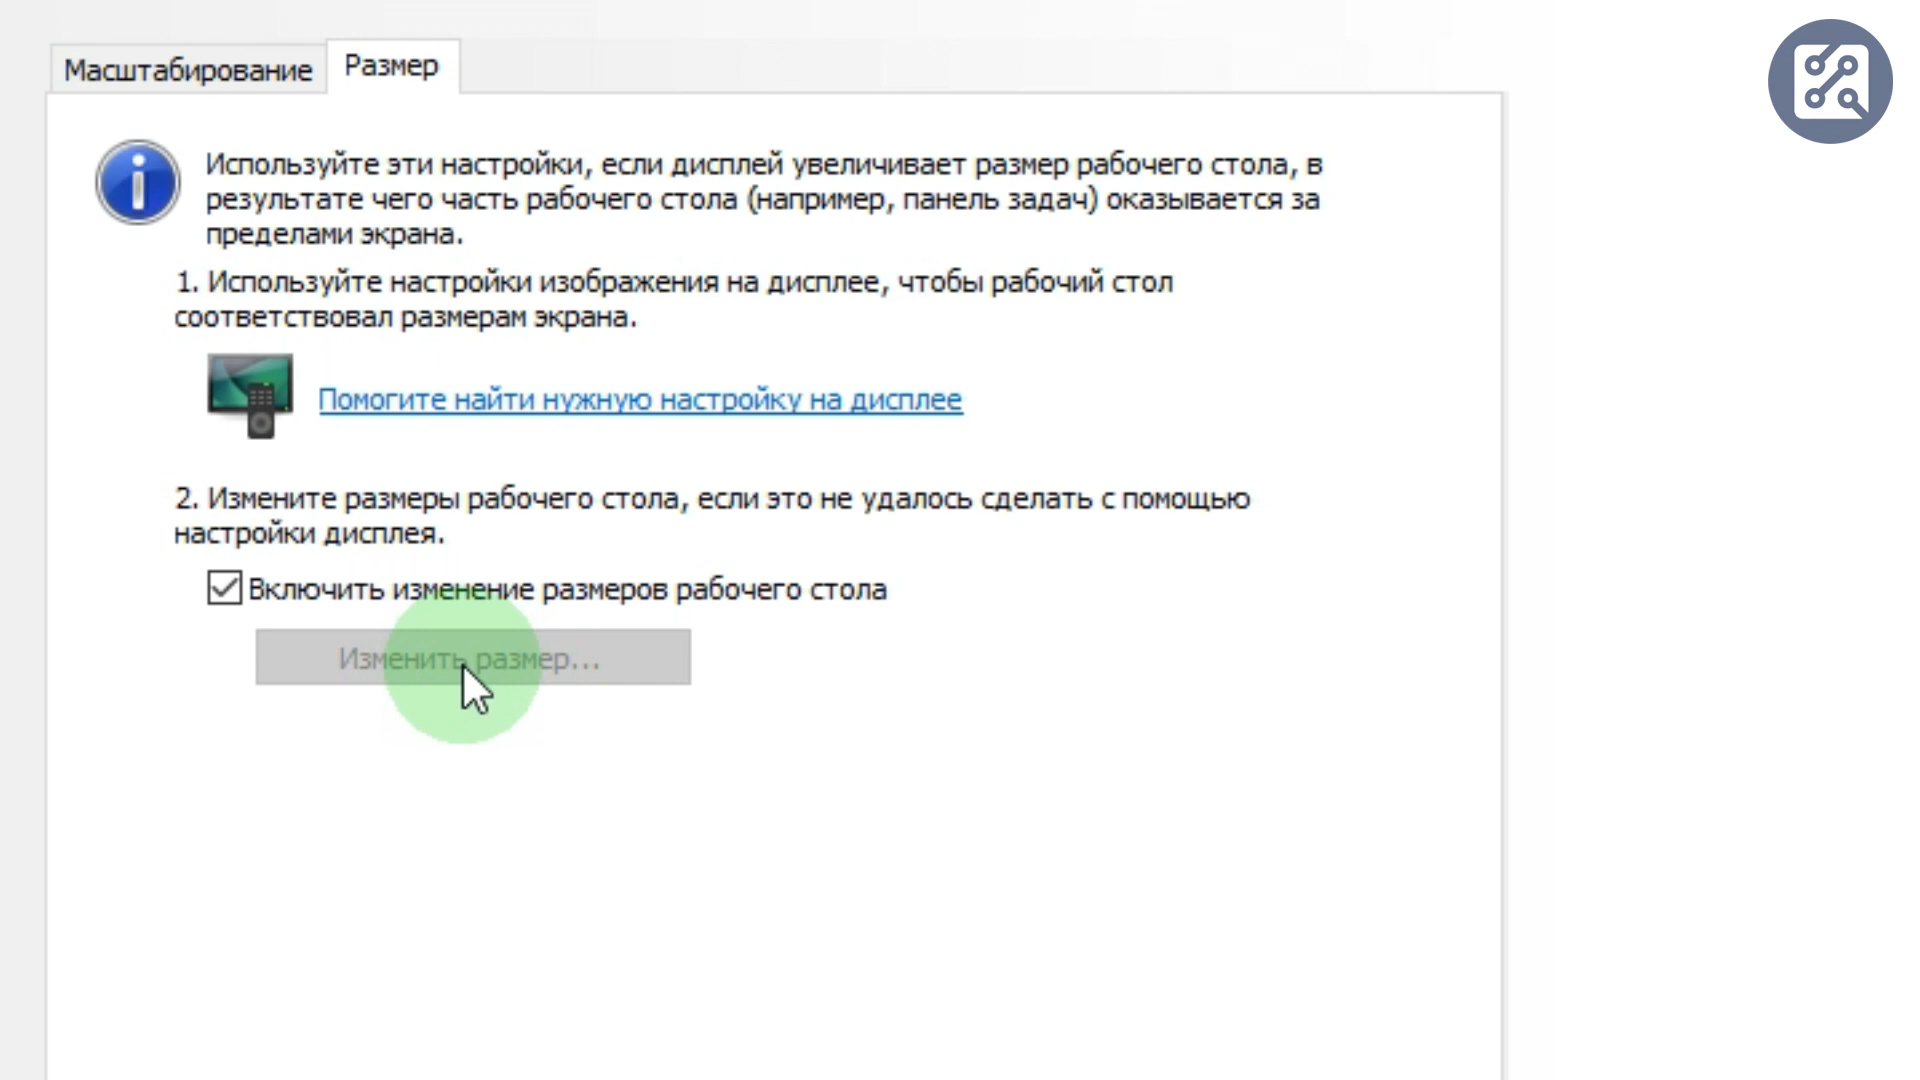 Масштабирование
Размер
Используйте эти настройки, если дисплей увеличивает размер рабочего стола, в
результате чего часть рабочего стола (например, панель задач) оказывается за
пределами экрана.
1. Используйте настройки изображения на дисплее, чтобы рабочий стол
соответствовал размерам экрана.
Помогите найти нужную настройку на дисплее
2. Измените размеры рабочего стола, если это не удалось сделать с помощью
настройки дисплея.
Включить изменение размеров рабочего стола
Изменить размер...